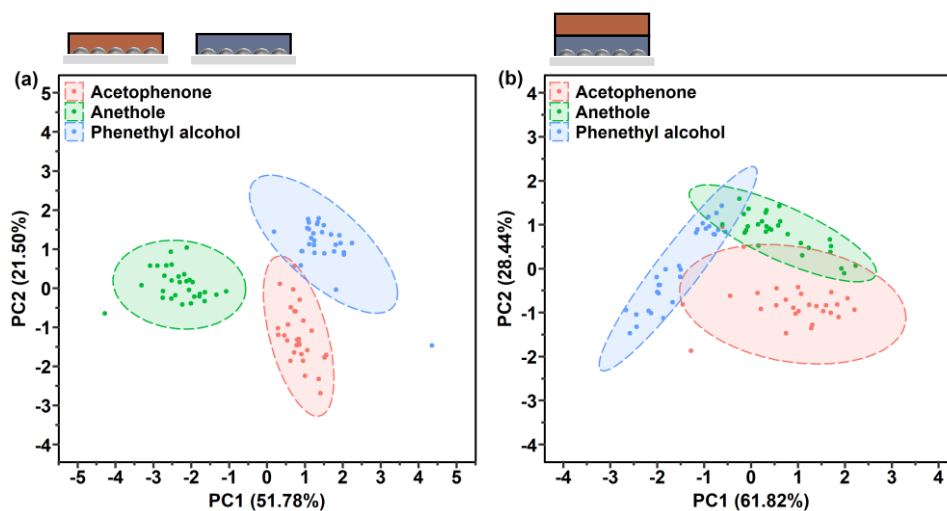 (a)
Acetophenone
Anethole
Phenethyl alcohol
5
4
3
2
1
0
-1
-2
-3
-4
PC2 (21.50%)
-5 -4 -3 -2 -1 0 1 2 3 4 5
PC1 (51.78%)
(b)
Acetophenone
Anethole
Phenethyl alcohol
4
3
2
1
0
-1
-2
-3
-4
PC2 (28.44%)
-4 -3 -2 -1 0 1 2 3 4
PC1 (61.82%)